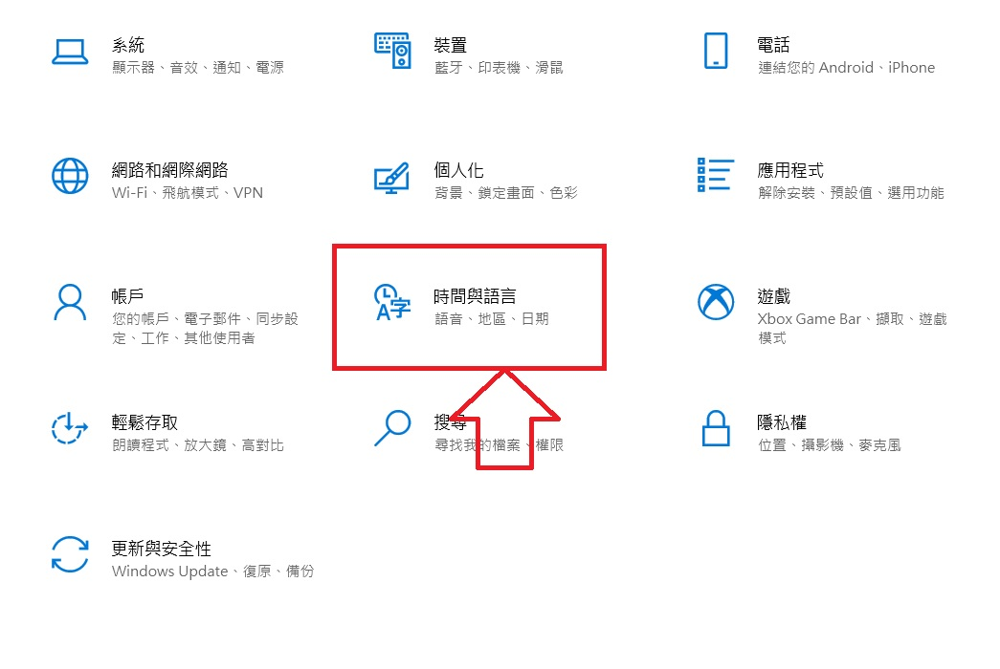 系統
顯示器、音效、通知、電源
裝置
藍牙、印表機、滑鼠
電話
連結您的 Android、iPhone
網路和網際網路
Wi-Fi、飛航模式、VPN
個人化
背景、鎖定畫面、色彩
應用程式
解除安裝、預設值、選用功能
帳戶
您的帳戶、電子郵件、同步設
定、工作、其他使用者
時間與語言
語音、地區、日期
遊戲
Xbox Game Bar、擷取、遊戲
模式
輕鬆存取
朗讀程式、放大鏡、高對比
搜尋
尋找我的檔案、權限
隱私權
位置、攝影機、麥克風
更新與安全性
Windows Update、復原、備份